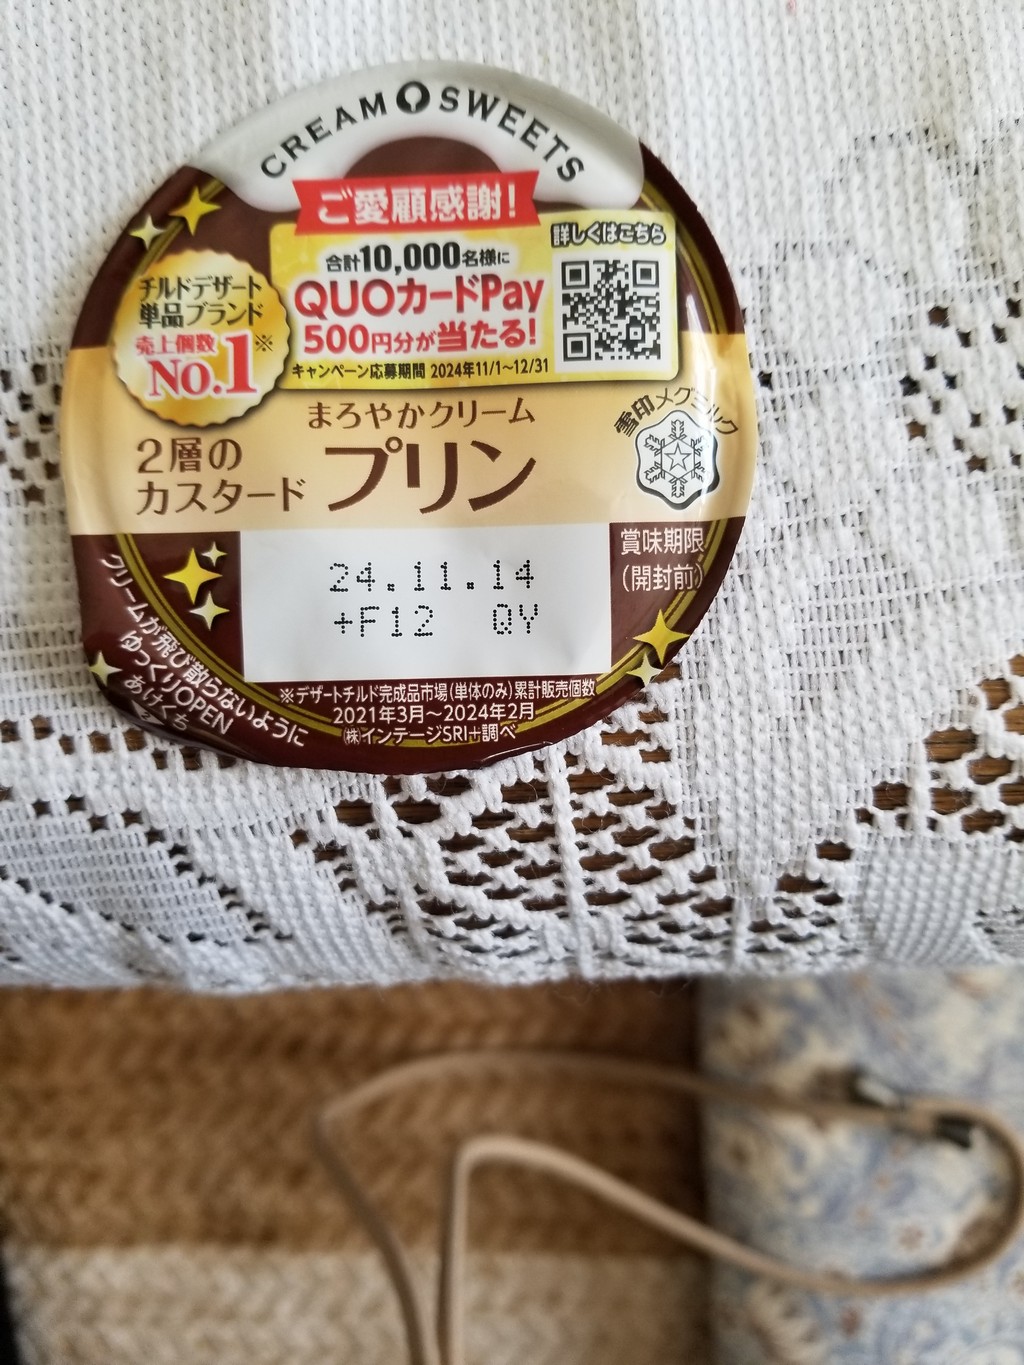 CREAM SWEETS
ご愛顧感謝!
詳しくはこちら
合計10,000名様に
QUOカードPay
500円分が当たる!
キャンペーン応募期間 2024年11/1~12/31
チルドデザート
単品ブランド
売上個数※
No.1
まろやかクリーム
2層の
カスタード
プリン
雪印メグミルク
賞味期限
(開封前)
24.11.14
+F12 QY
クリームが飛び散らないように
ゆっくりOPEN
あけくち
※デザートチルド完成品市場(単体のみ)累計販売個数
2021年3月~2024年2月
㈱インテージSRI+調べ